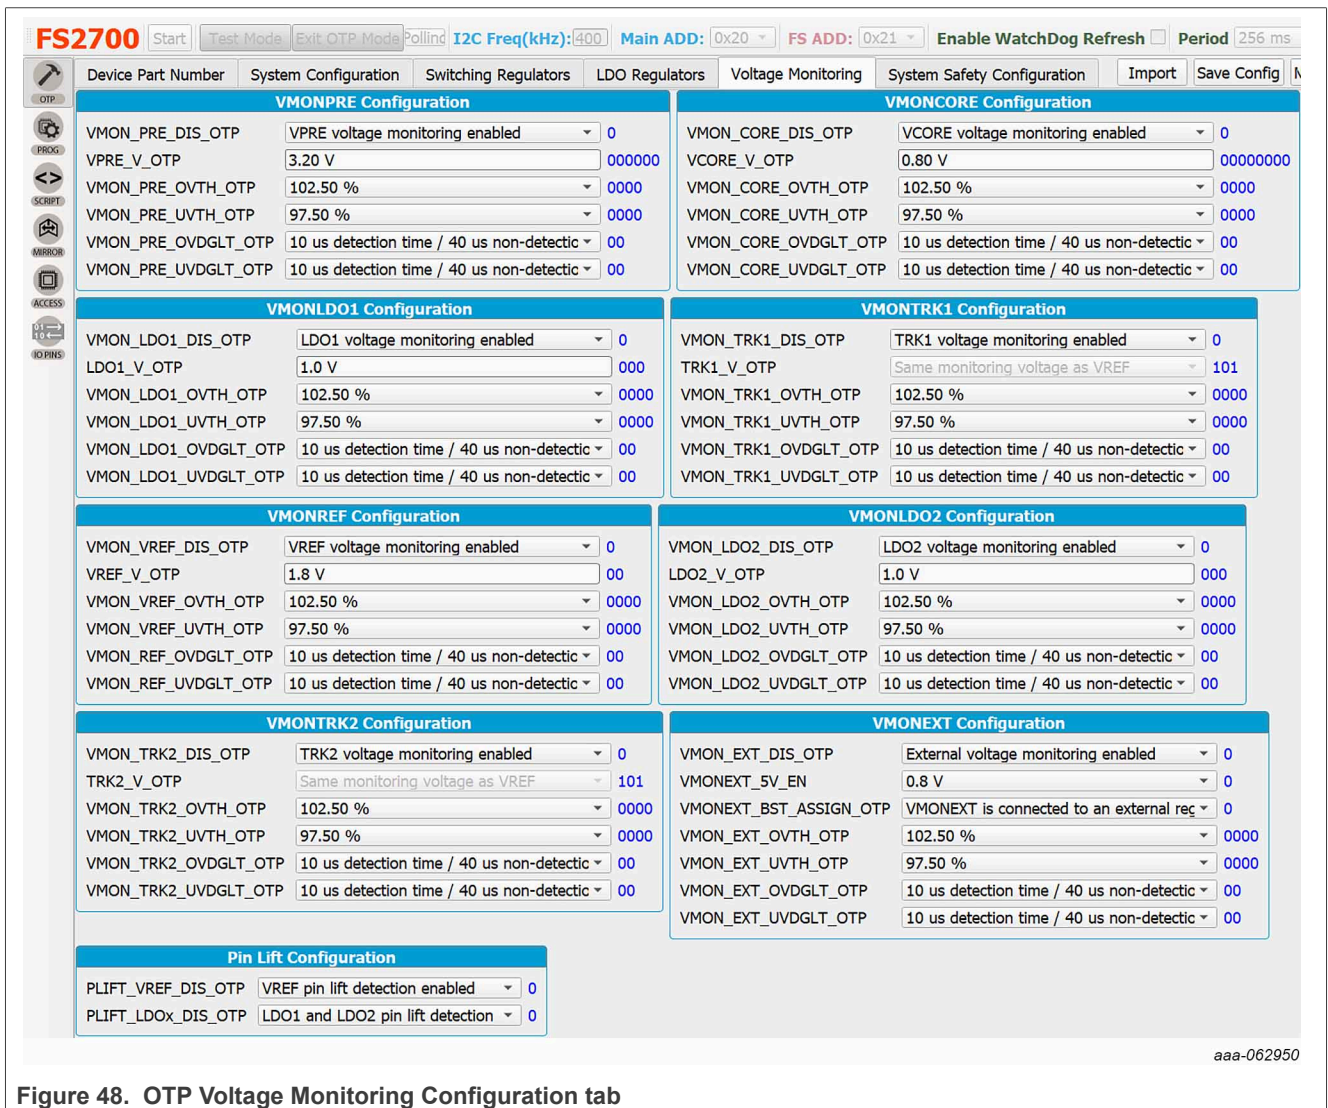 FS2700 Start Test Mode Exit OTP Mode Polling I2C Freq(kHz): 400 Main ADD: 0x20 FS ADD: 0x21 Enable WatchDog Refresh Period 256 ms
Device Part Number System Configuration Switching Regulators LDO Regulators Voltage Monitoring System Safety Configuration Import Save Config
OTP
PROG
SCRIPT
MIRROR
ACCESS
IO PINS
VMONPRE Configuration
VMON_PRE_DIS_OTP VPRE voltage monitoring enabled 0
VPRE_V_OTP 3.20 V 000000
VMON_PRE_OVTH_OTP 102.50 % 0000
VMON_PRE_UVTH_OTP 97.50 % 0000
VMON_PRE_OVDGLT_OTP 10 us detection time / 40 us non-detectic 00
VMON_PRE_UVDGLT_OTP 10 us detection time / 40 us non-detectic 00
VMONCORE Configuration
VMON_CORE_DIS_OTP VCORE voltage monitoring enabled 0
VCORE_V_OTP 0.80 V 00000000
VMON_CORE_OVTH_OTP 102.50 % 0000
VMON_CORE_UVTH_OTP 97.50 % 0000
VMON_CORE_OVDGLT_OTP 10 us detection time / 40 us non-detectic 00
VMON_CORE_UVDGLT_OTP 10 us detection time / 40 us non-detectic 00
VMONLDO1 Configuration
VMON_LDO1_DIS_OTP LDO1 voltage monitoring enabled 0
LDO1_V_OTP 1.0 V 000
VMON_LDO1_OVTH_OTP 102.50 % 0000
VMON_LDO1_UVTH_OTP 97.50 % 0000
VMON_LDO1_OVDGLT_OTP 10 us detection time / 40 us non-detectic 00
VMON_LDO1_UVDGLT_OTP 10 us detection time / 40 us non-detectic 00
VMONTRK1 Configuration
VMON_TRK1_DIS_OTP TRK1 voltage monitoring enabled 0
TRK1_V_OTP Same monitoring voltage as VREF 101
VMON_TRK1_OVTH_OTP 102.50 % 0000
VMON_TRK1_UVTH_OTP 97.50 % 0000
VMON_TRK1_OVDGLT_OTP 10 us detection time / 40 us non-detectic 00
VMON_TRK1_UVDGLT_OTP 10 us detection time / 40 us non-detectic 00
VMONREF Configuration
VMON_VREF_DIS_OTP VREF voltage monitoring enabled 0
VREF_V_OTP 1.8 V 00
VMON_VREF_OVTH_OTP 102.50 % 0000
VMON_VREF_UVTH_OTP 97.50 % 0000
VMON_REF_OVDGLT_OTP 10 us detection time / 40 us non-detectic 00
VMON_REF_UVDGLT_OTP 10 us detection time / 40 us non-detectic 00
VMONLDO2 Configuration
VMON_LDO2_DIS_OTP LDO2 voltage monitoring enabled 0
LDO2_V_OTP 1.0 V 000
VMON_LDO2_OVTH_OTP 102.50 % 0000
VMON_LDO2_UVTH_OTP 97.50 % 0000
VMON_LDO2_OVDGLT_OTP 10 us detection time / 40 us non-detectic 00
VMON_LDO2_UVDGLT_OTP 10 us detection time / 40 us non-detectic 00
VMONTRK2 Configuration
VMON_TRK2_DIS_OTP TRK2 voltage monitoring enabled 0
TRK2_V_OTP Same monitoring voltage as VREF 101
VMON_TRK2_OVTH_OTP 102.50 % 0000
VMON_TRK2_UVTH_OTP 97.50 % 0000
VMON_TRK2_OVDGLT_OTP 10 us detection time / 40 us non-detectic 00
VMON_TRK2_UVDGLT_OTP 10 us detection time / 40 us non-detectic 00
VMONEXT Configuration
VMON_EXT_DIS_OTP External voltage monitoring enabled 0
VMONEXT_5V_EN 0.8 V 0
VMONEXT_BST_ASSIGN_OTP VMONEXT is connected to an external reg 0
VMON_EXT_OVTH_OTP 102.50 % 0000
VMON_EXT_UVTH_OTP 97.50 % 0000
VMON_EXT_OVDGLT_OTP 10 us detection time / 40 us non-detectic 00
VMON_EXT_UVDGLT_OTP 10 us detection time / 40 us non-detectic 00
Pin Lift Configuration
PLIFT_VREF_DIS_OTP VREF pin lift detection enabled 0
PLIFT_LDOx_DIS_OTP LDO1 and LDO2 pin lift detection 0
aaa-062950
Figure 48. OTP Voltage Monitoring Configuration tab